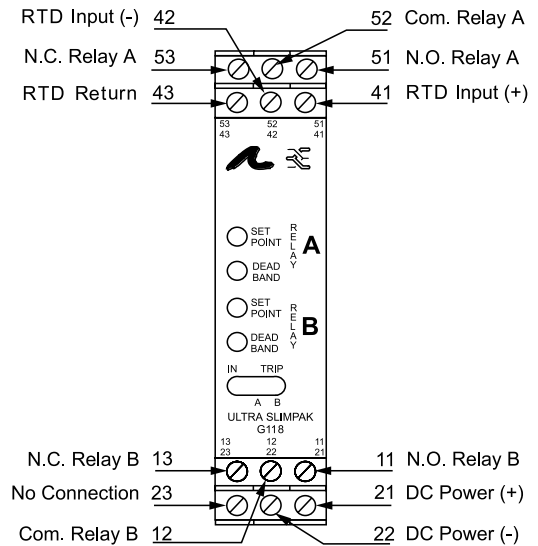 RTD Input (-) 42
52 Com. Relay A
N.C. Relay A 53
51 N.O. Relay A
RTD Return 43
41 RTD Input (+)
53 52 51
43 42 41
SET POINT
DEAD BAND
RELAY A
SET POINT
DEAD BAND
RELAY B
IN TRIP
A B
ULTRA SLIMPAK
G118
13 12 11
23 22 21
N.C. Relay B 13
11 N.O. Relay B
No Connection 23
21 DC Power (+)
Com. Relay B 12
22 DC Power (-)